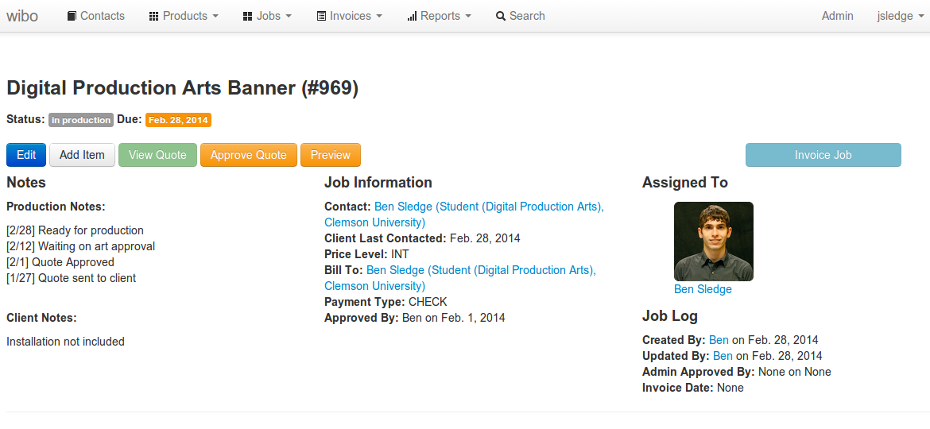 wibo Contacts Products Jobs Invoices Reports Search Admin jsledge
Digital Production Arts Banner (#969)
Status: In production Due: Feb. 28, 2014
Edit Add Item View Quote Approve Quote Preview Invoice Job
Notes
Production Notes:
[2/28] Ready for production
[2/12] Waiting on art approval
[2/1] Quote Approved
[1/27] Quote sent to client
Client Notes:
Installation not included
Job Information
Contact: Ben Sledge (Student (Digital Production Arts),
Clemson University)
Client Last Contacted: Feb. 28, 2014
Price Level: INT
Bill To: Ben Sledge (Student (Digital Production Arts),
Clemson University)
Payment Type: CHECK
Approved By: Ben on Feb. 1, 2014
Assigned To
Ben Sledge
Job Log
Created By: Ben on Feb. 28, 2014
Updated By: Ben on Feb. 28, 2014
Admin Approved By: None on None
Invoice Date: None